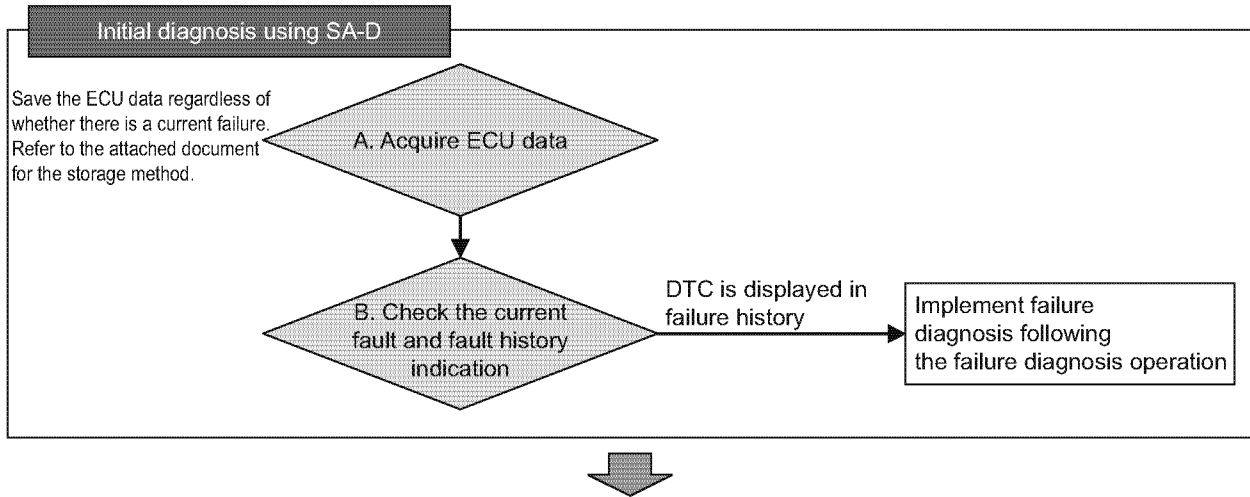 Initial diagnosis using SA-D
Save the ECU data regardless of
whether there is a current failure.
Refer to the attached document
for the storage method.
A. Acquire ECU data
B. Check the current
fault and fault history
indication
DTC is displayed in
failure history
Implement failure
diagnosis following
the failure diagnosis operation